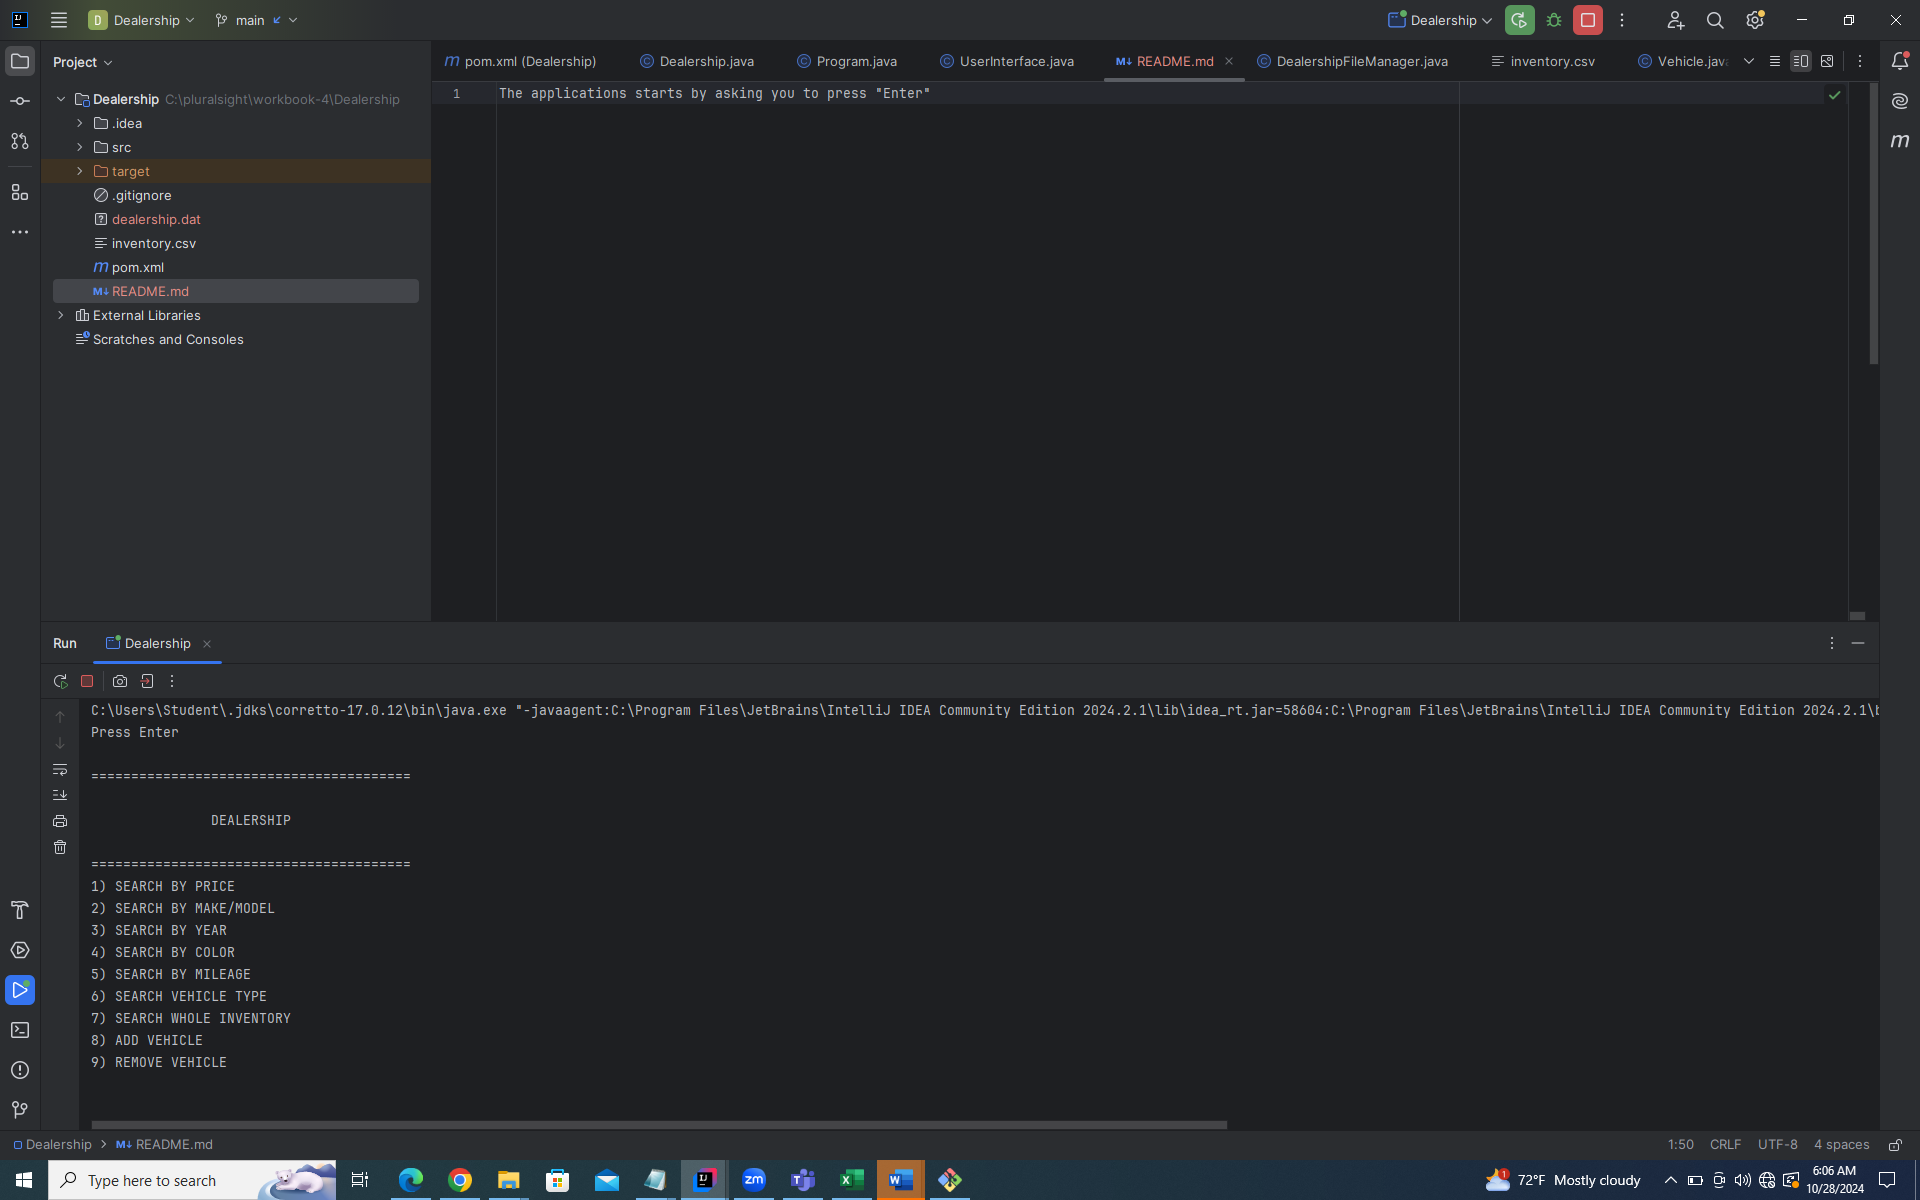 D Dealership main Dealership
Project
pom.xml (Dealership) Dealership.java Program.java UserInterface.java README.md DealershipFileManager.java inventory.csv Vehicle.java
Dealership C:\pluralsight\workbook-4\Dealership
.idea
src
target
.gitignore
dealership.dat
inventory.csv
pom.xml
README.md
External Libraries
Scratches and Consoles
1 The applications starts by asking you to press "Enter"
Run Dealership
C:\Users\Student\.jdks\corretto-17.0.12\bin\java.exe "-javaagent:C:\Program Files\JetBrains\IntelliJ IDEA Community Edition 2024.2.1\lib\idea_rt.jar=58604:C:\Program Files\JetBrains\IntelliJ IDEA Community Edition 2024.2.1\b
Press Enter
========================================
DEALERSHIP
========================================
1) SEARCH BY PRICE
2) SEARCH BY MAKE/MODEL
3) SEARCH BY YEAR
4) SEARCH BY COLOR
5) SEARCH BY MILEAGE
6) SEARCH VEHICLE TYPE
7) SEARCH WHOLE INVENTORY
8) ADD VEHICLE
9) REMOVE VEHICLE
Dealership > README.md 1:50 CRLF UTF-8 4 spaces
Type here to search 72°F Mostly cloudy 6:06 AM
10/28/2024